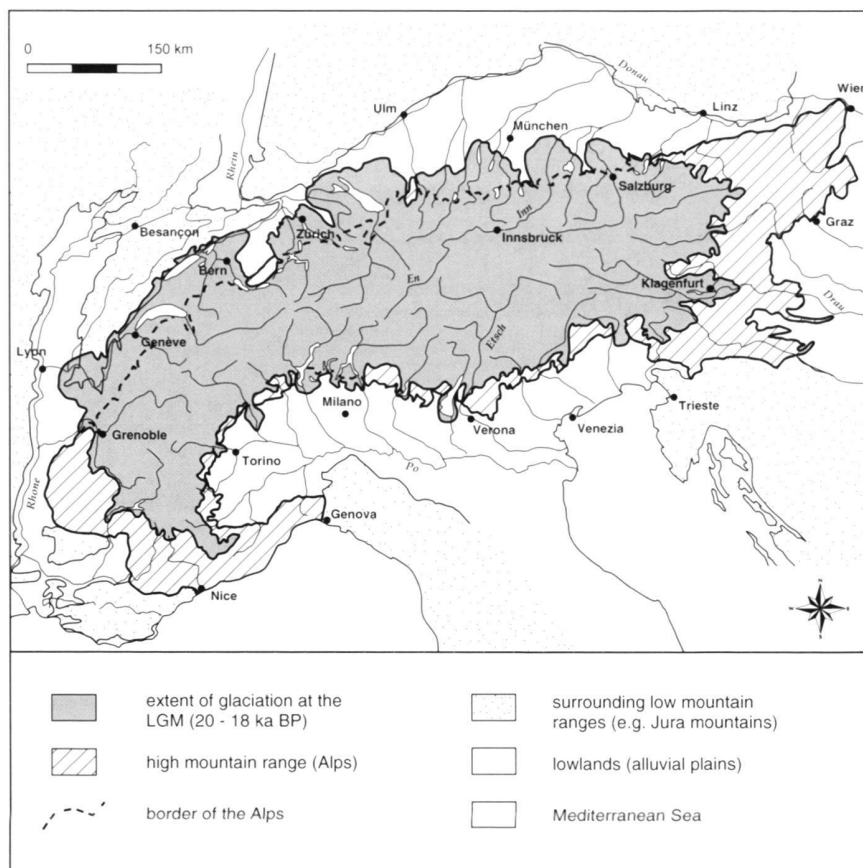 0 150 km
Donau
Wien
Ulm
Linz
München
Rhein
Salzburg
Inn
Besançon
Zürich
Innsbruck
Graz
Bern
En
Klagenfurt
Drau
Etsch
Genève
Lyon
Milano
Trieste
Verona
Venezia
Grenoble
Torino
Po
Rhone
Genova
Nice
N
W E
S
extent of glaciation at the
LGM (20 - 18 ka BP)
high mountain range (Alps)
border of the Alps
surrounding low mountain
ranges (e.g. Jura mountains)
lowlands (alluvial plains)
Mediterranean Sea